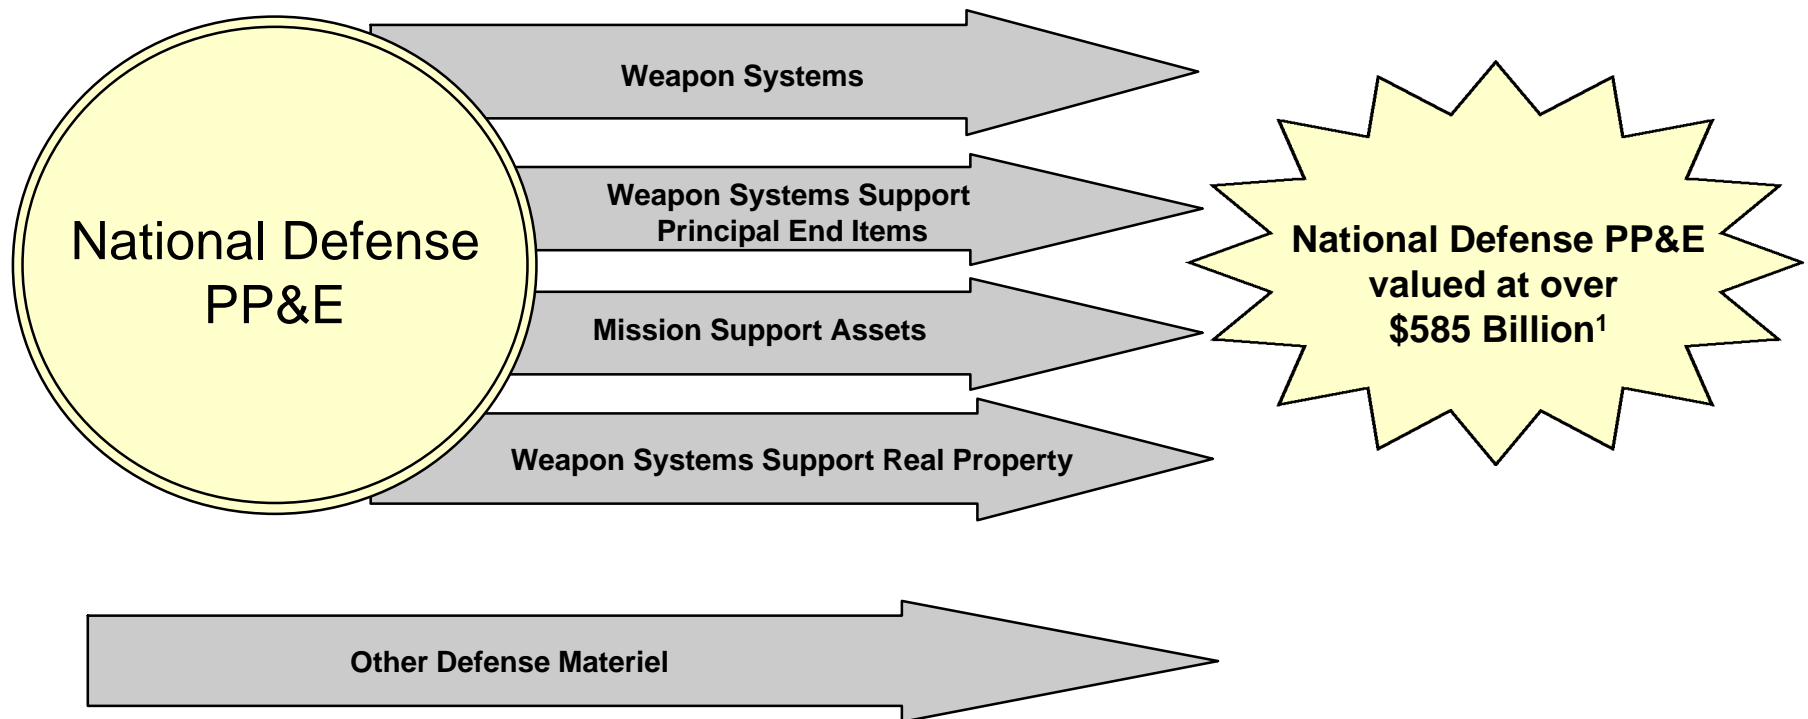 National Defense
PP&E
Weapon Systems
Weapon Systems Support
Principal End Items
Mission Support Assets
Weapon Systems Support Real Property
National Defense PP&E
valued at over
$585 Billion¹
Other Defense Materiel